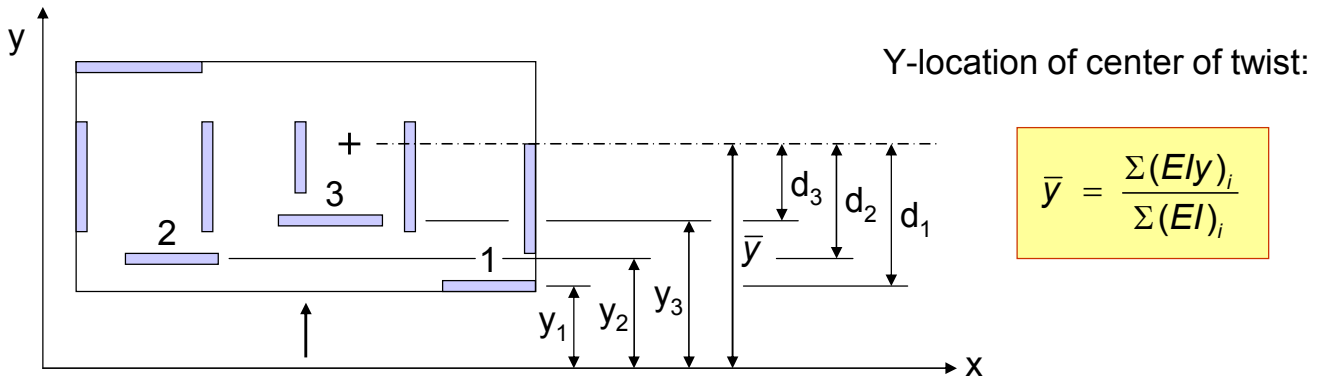 y
Y-location of center of twist:
3
2
1
d₃
d₂
d₁
y̅
y̅ = Σ(EIy)ᵢ / Σ(EI)ᵢ
y₁
y₂
y₃
x